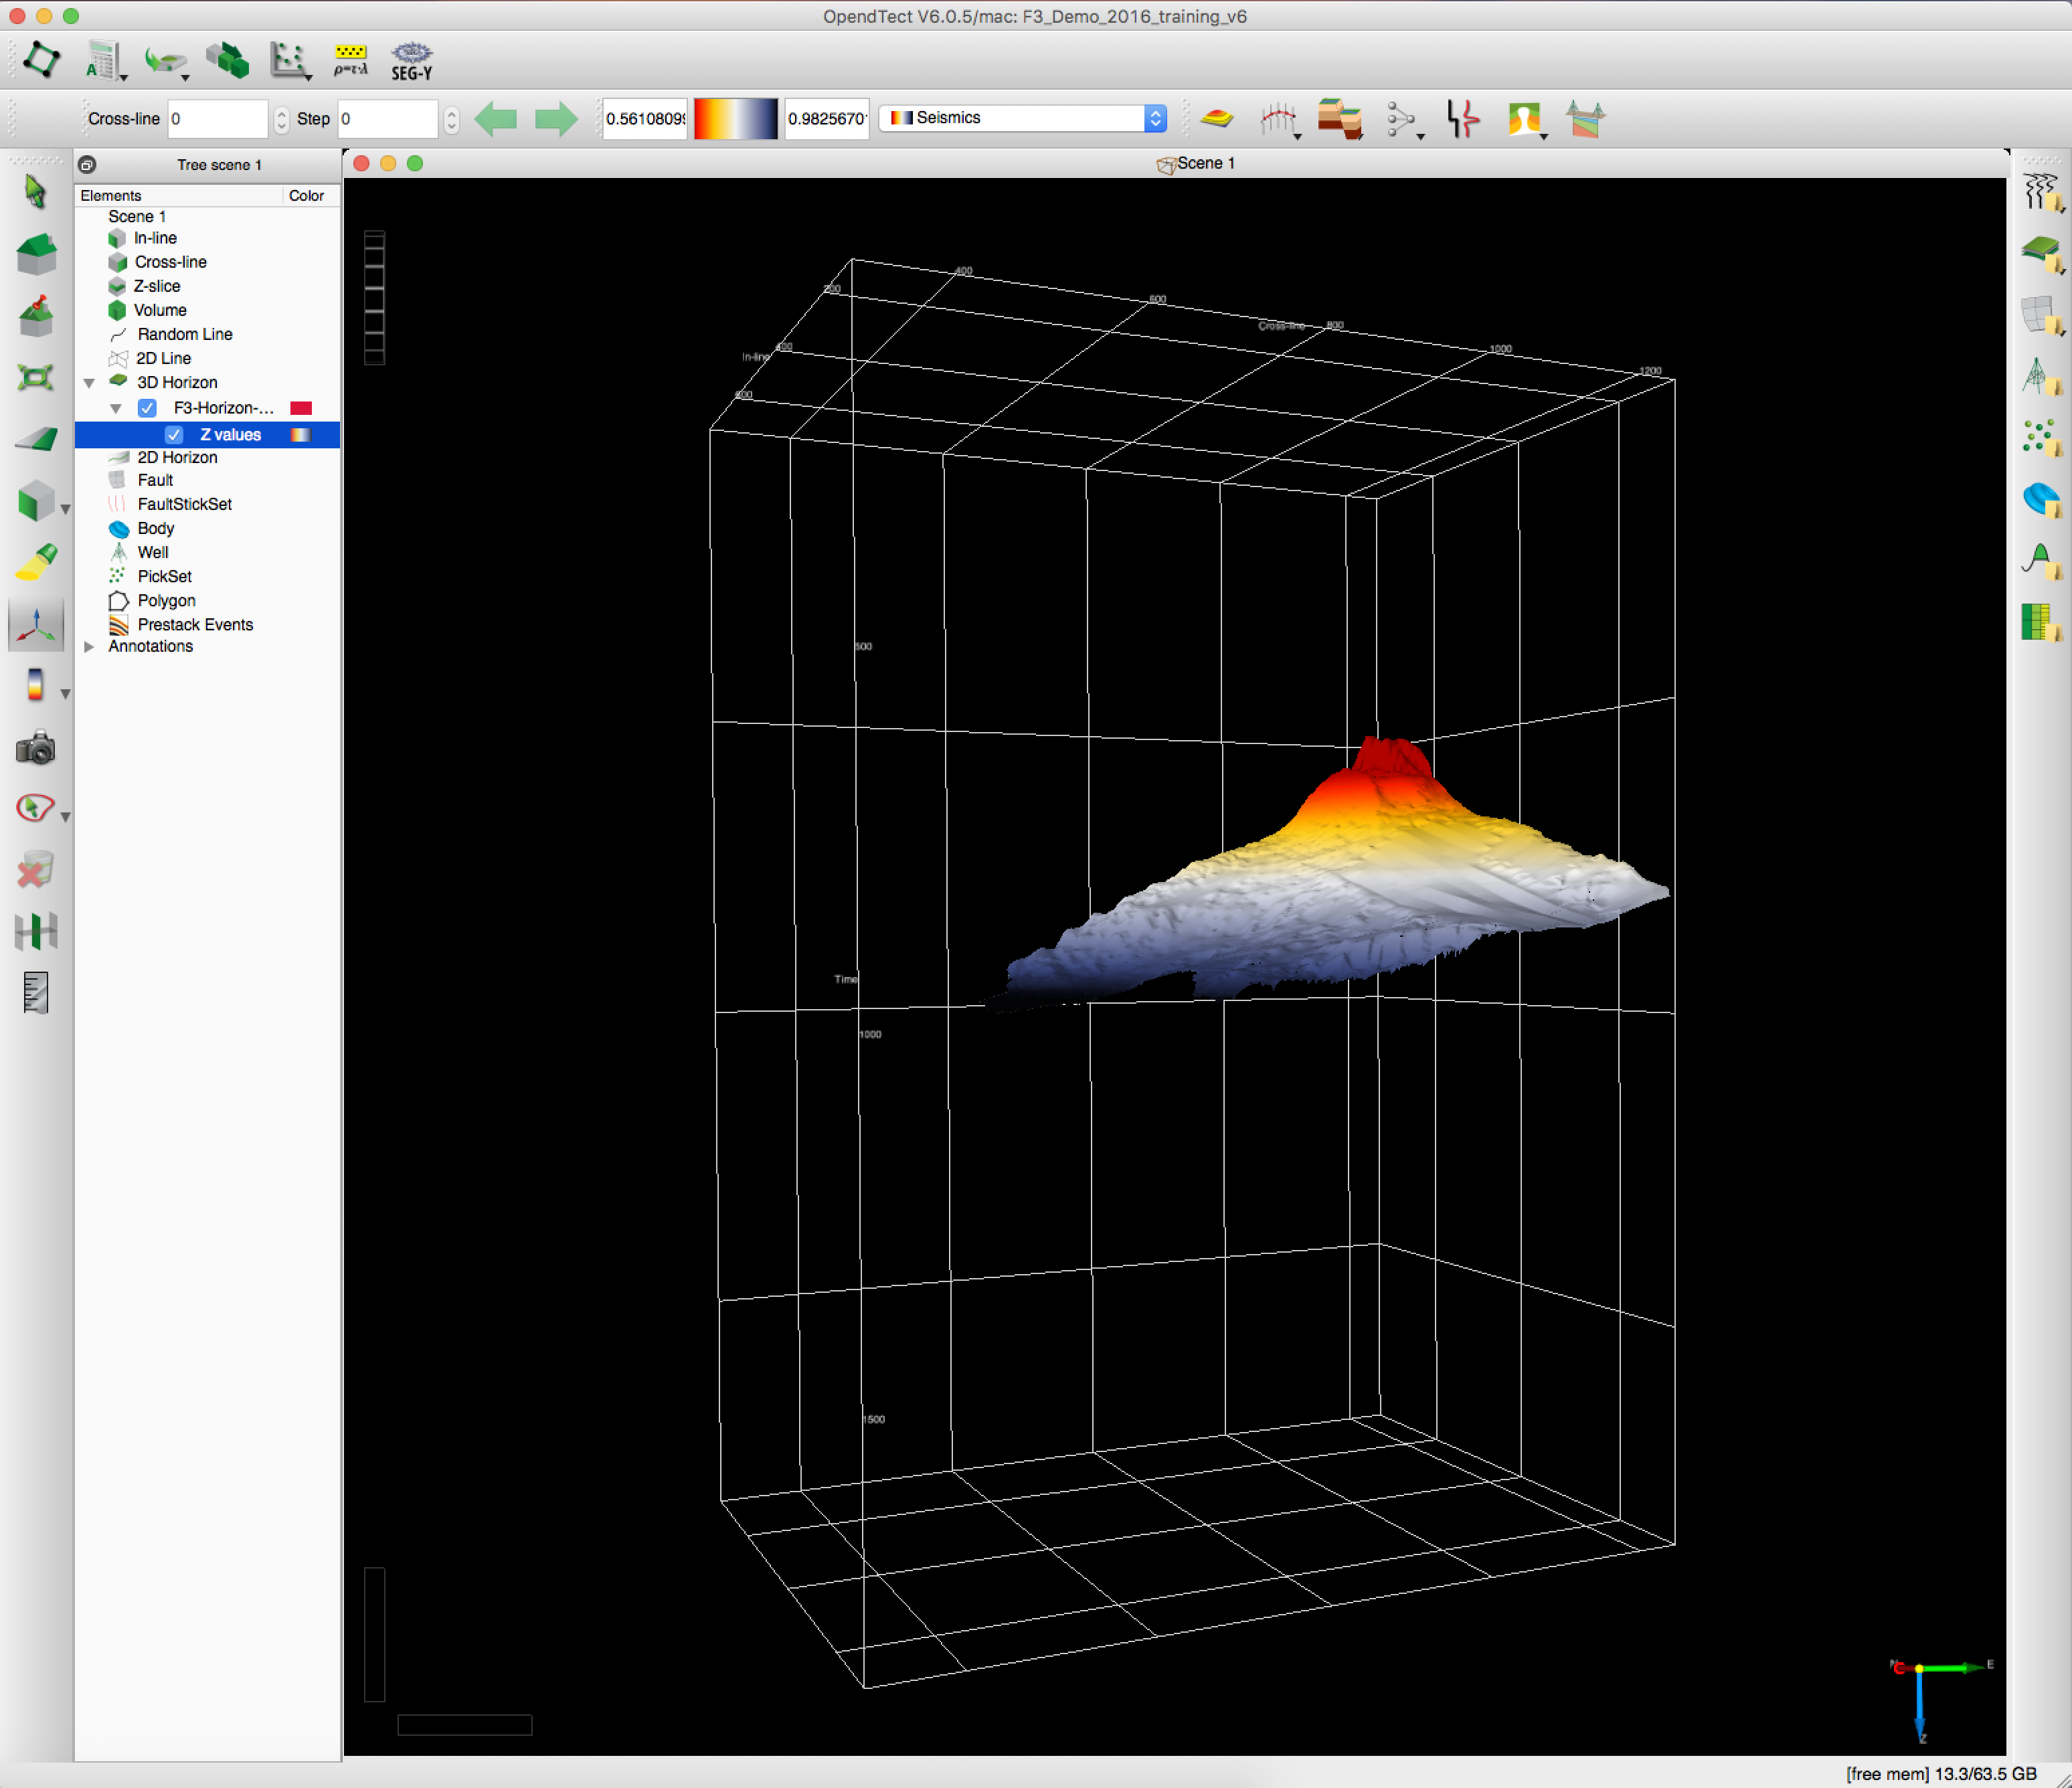 OpendTect V6.0.5/mac: F3_Demo_2016_training_v6
A
ρ=τ·λ
SEG-Y
Cross-line 0 Step 0 0.5610809 0.9825670 Seismics
Tree scene 1
Scene 1
Elements Color
Scene 1
In-line
Cross-line
Z-slice
Volume
Random Line
2D Line
3D Horizon
F3-Horizon-...
Z values
2D Horizon
Fault
FaultStickSet
Body
Well
PickSet
Polygon
Prestack Events
Annotations
400
200
600
Cross-line 800
400
In-line
1000
1200
600
500
Time
1000
1500
N
E
Z
[free mem] 13.3/63.5 GB